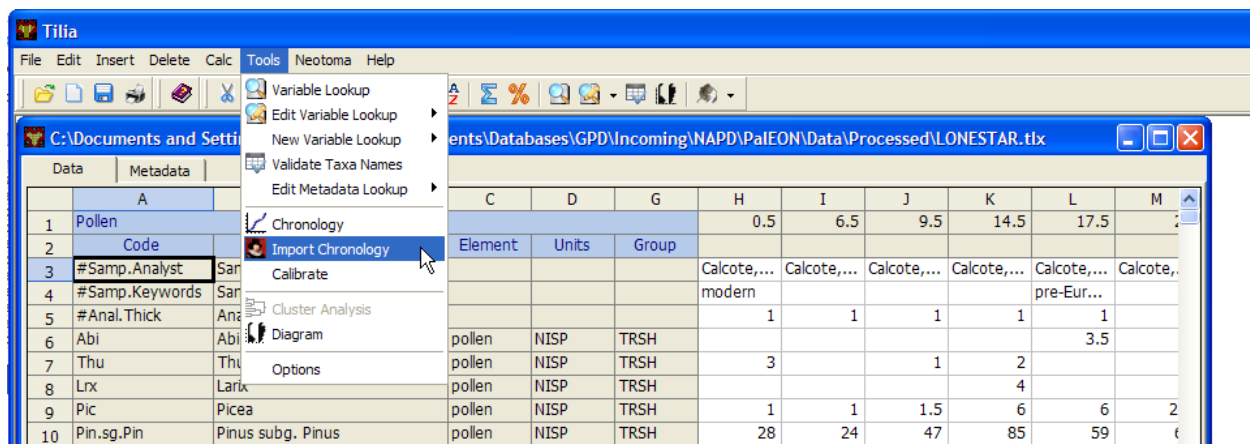 Tilia
File Edit Insert Delete Calc Tools Neotoma Help
Variable Lookup
Edit Variable Lookup
New Variable Lookup
Validate Taxa Names
Edit Metadata Lookup
Chronology
Import Chronology
Calibrate
Cluster Analysis
Diagram
Options
C:\Documents and Setti ents\Databases\GPD\Incoming\NAPD\PalEON\Data\Processed\LONESTAR.tlx
Data Metadata
A C D G H I J K L M
1 Pollen 0.5 6.5 9.5 14.5 17.5
2 Code Element Units Group
3 #Samp.Analyst San Calcote,... Calcote,... Calcote,... Calcote,... Calcote,... Calcote,.
4 #Samp.Keywords San modern pre-Eur...
5 #Anal.Thick Ana 1 1 1 1 1
6 Abi Abi pollen NISP TRSH 3.5
7 Thu Thu pollen NISP TRSH 3 1 2
8 Lrx Larix pollen NISP TRSH 4
9 Pic Picea pollen NISP TRSH 1 1 1.5 6 6 2
10 Pin.sg.Pin Pinus subg. Pinus pollen NISP TRSH 28 24 47 85 59 6